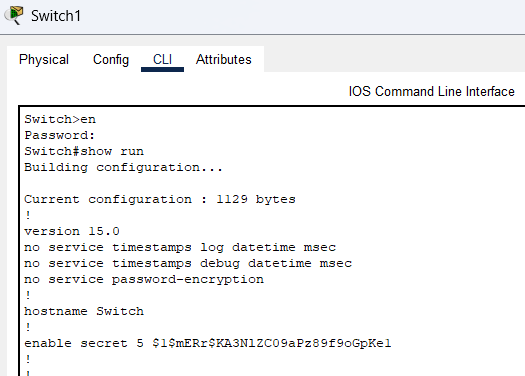 Switch1
Physical Config CLI Attributes
IOS Command Line Interface
Switch>en
Password:
Switch#show run
Building configuration...
Current configuration : 1129 bytes
!
version 15.0
no service timestamps log datetime msec
no service timestamps debug datetime msec
no service password-encryption
!
hostname Switch
!
enable secret 5 $1$mERr$KA3NlZC09aPz89f9oGpKe1
!
!